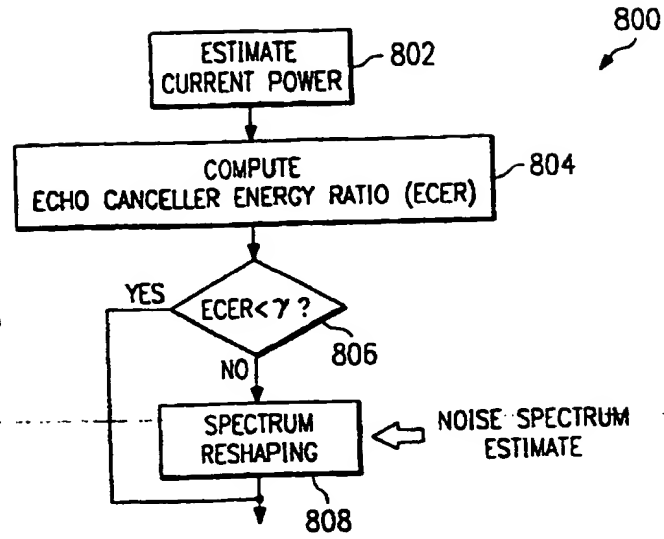 800
ESTIMATE
CURRENT POWER
802
COMPUTE
ECHO CANCELLER ENERGY RATIO (ECER)
804
YES
ECER<γ?
806
NO
SPECTRUM
RESHAPING
NOISE SPECTRUM
ESTIMATE
808